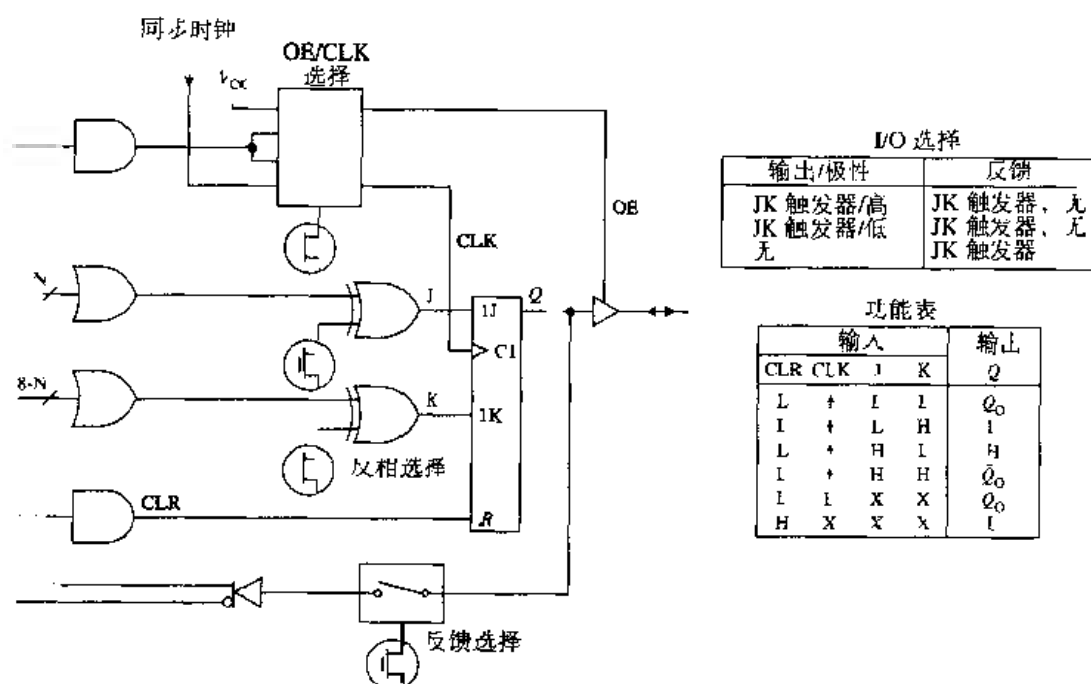 同步时钟
OE/CLK
选择
V_CC
OE
CLK
J
1J
Q
C1
8-N
K
1K
反相选择
CLR
R
反馈选择
I/O 选择
输出/极性 反馈
JK 触发器/高 JK 触发器、无
JK 触发器/低 JK 触发器、无
无 JK 触发器
功能表
输入 输出
CLR CLK J K Q
L ↑ L L Q₀
L ↑ L H L
L ↑ H L H
L ↑ H H Q̄₀
L L X X Q₀
H X X X L